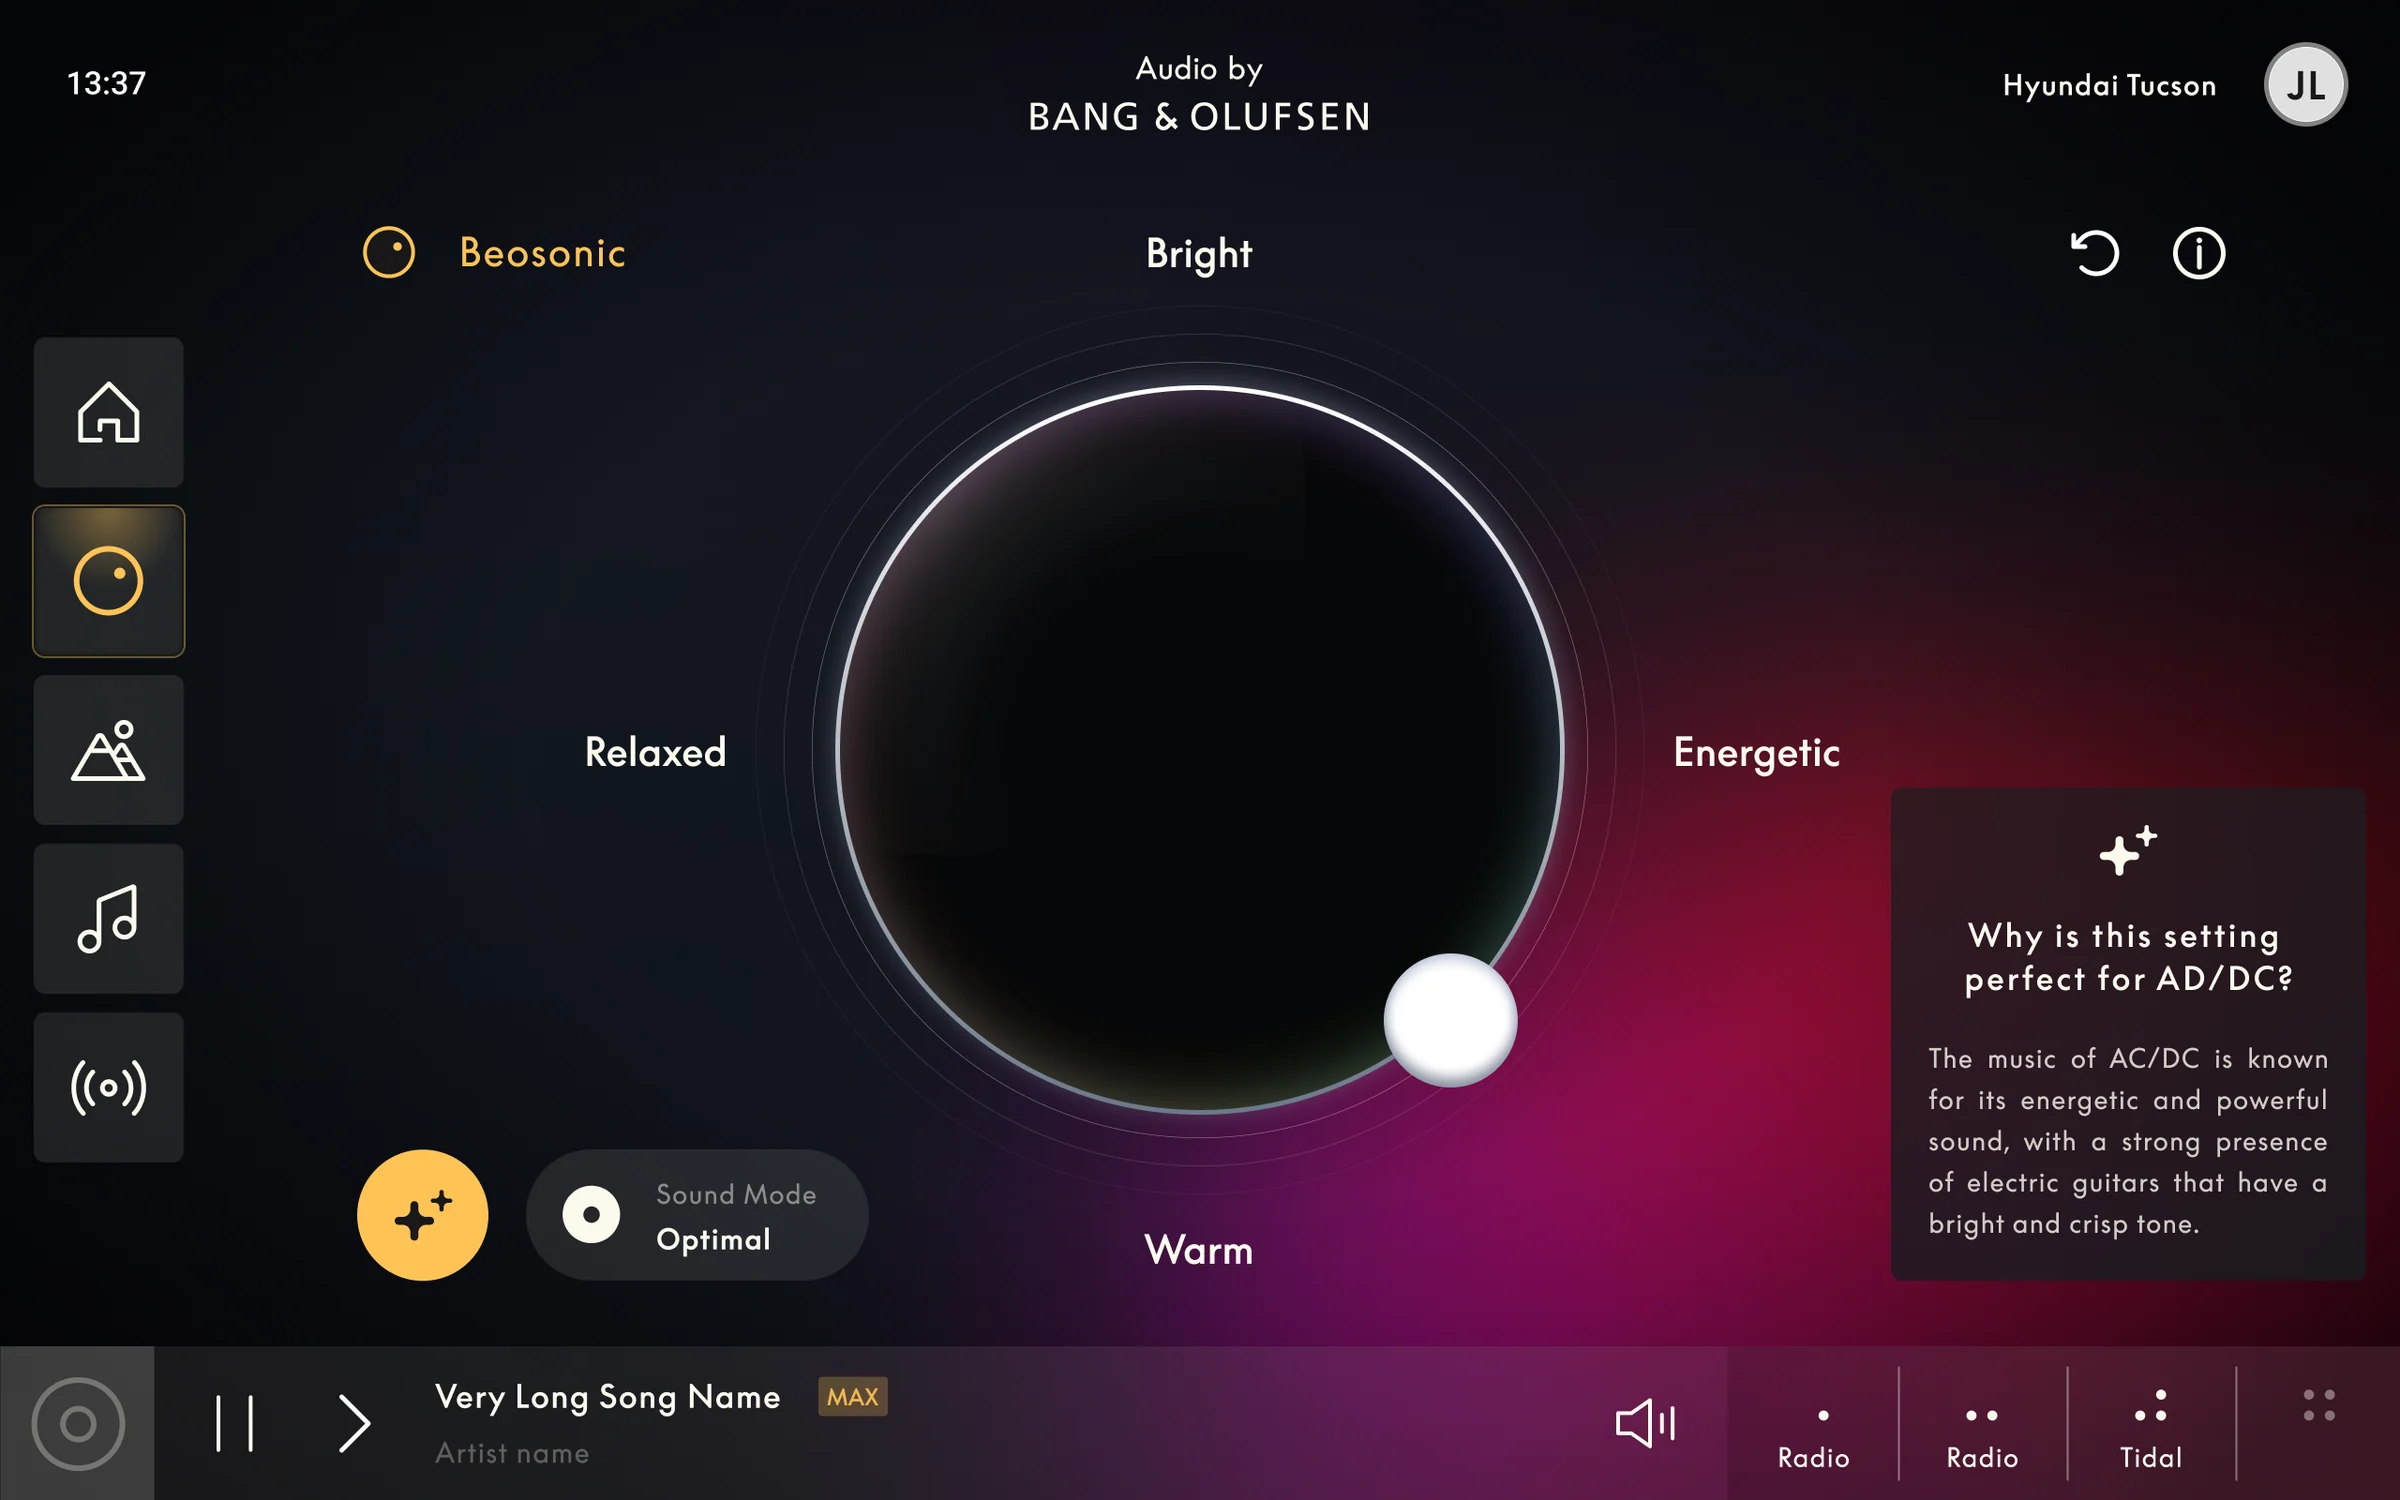 13:37
Audio by
BANG & OLUFSEN
Hyundai Tucson
JL
Beosonic
Bright
Relaxed
Energetic
Why is this setting
perfect for AD/DC?
The music of AC/DC is known
for its energetic and powerful
sound, with a strong presence
of electric guitars that have a
bright and crisp tone.
Sound Mode
Optimal
Warm
Very Long Song Name
MAX
Artist name
Radio
Radio
Tidal